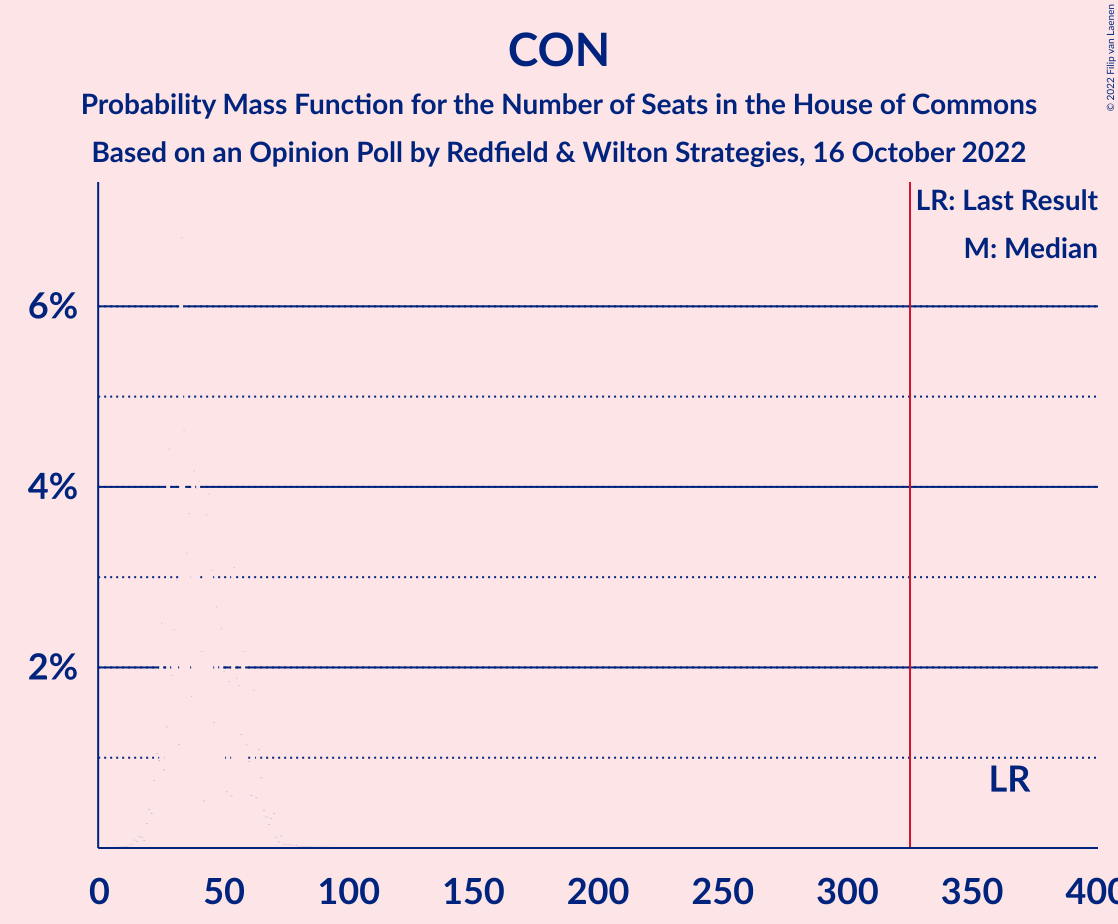 CON
Probability Mass Function for the Number of Seats in the House of Commons
Based on an Opinion Poll by Redfield & Wilton Strategies, 16 October 2022
© 2022 Filip van Laenen
LR: Last Result
M: Median
6%
4%
2%
LR
0 50 100 150 200 250 300 350 400